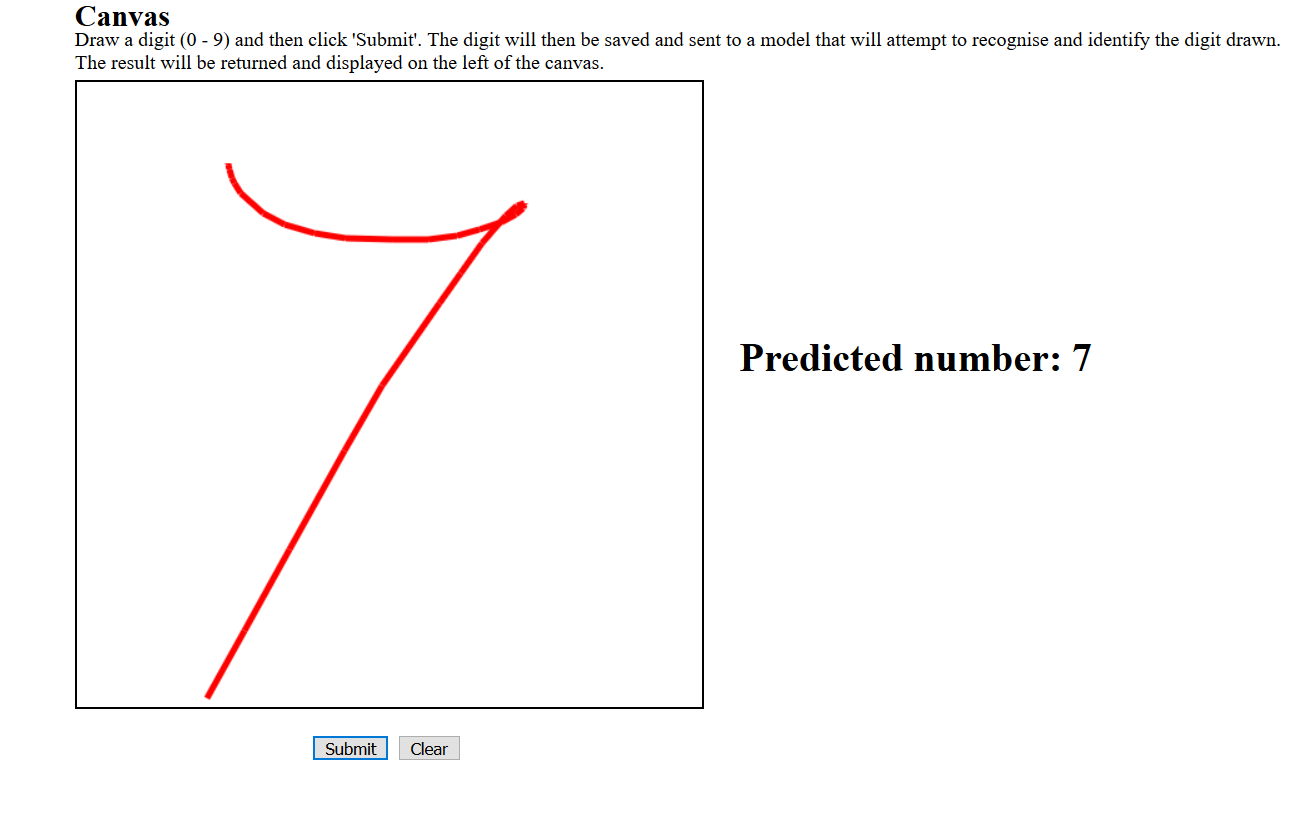 Canvas
Draw a digit (0 - 9) and then click 'Submit'. The digit will then be saved and sent to a model that will attempt to recognise and identify the digit drawn.
The result will be returned and displayed on the left of the canvas.
7
Predicted number: 7
Submit Clear